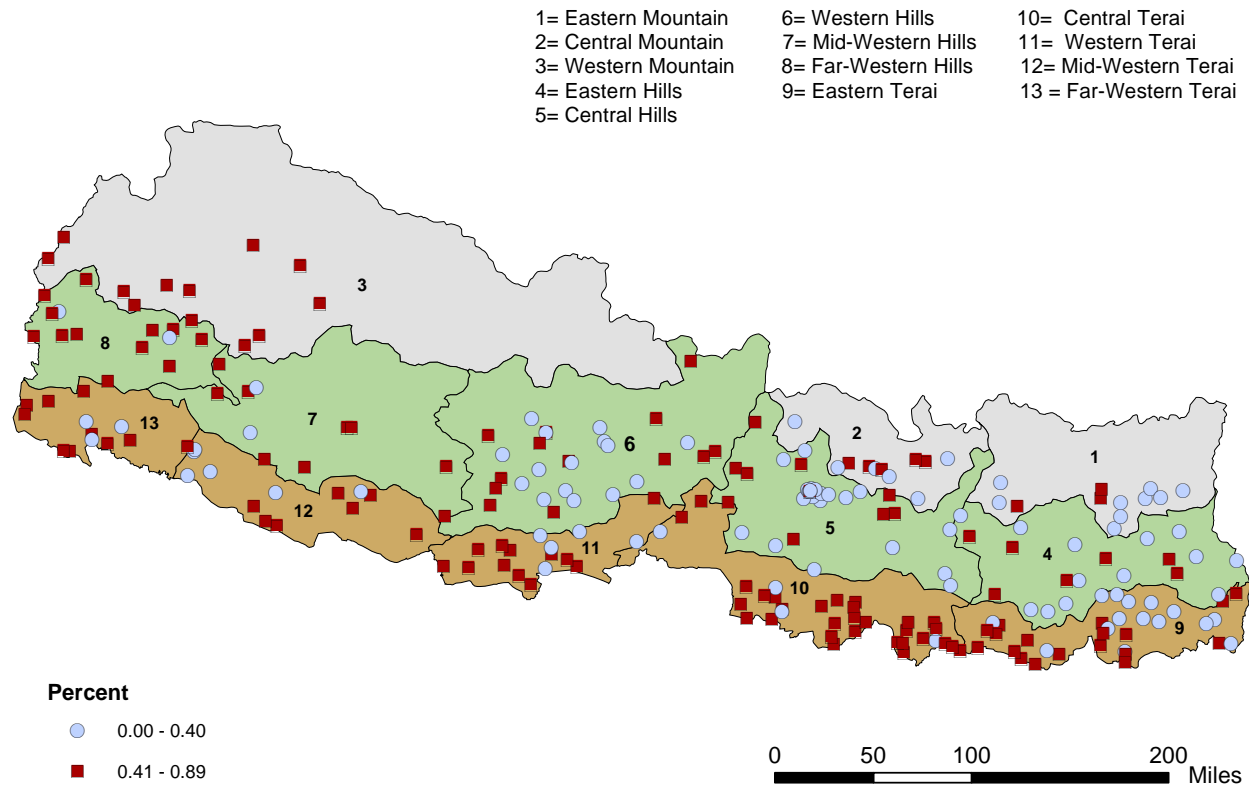 1= Eastern Mountain 6= Western Hills 10= Central Terai
2= Central Mountain 7= Mid-Western Hills 11= Western Terai
3= Western Mountain 8= Far-Western Hills 12= Mid-Western Terai
4= Eastern Hills 9= Eastern Terai 13 = Far-Western Terai
5= Central Hills
3
8
13
7
6
2
1
12
11
5
4
10
9
Percent
0.00 - 0.40
0.41 - 0.89
0 50 100 200
Miles